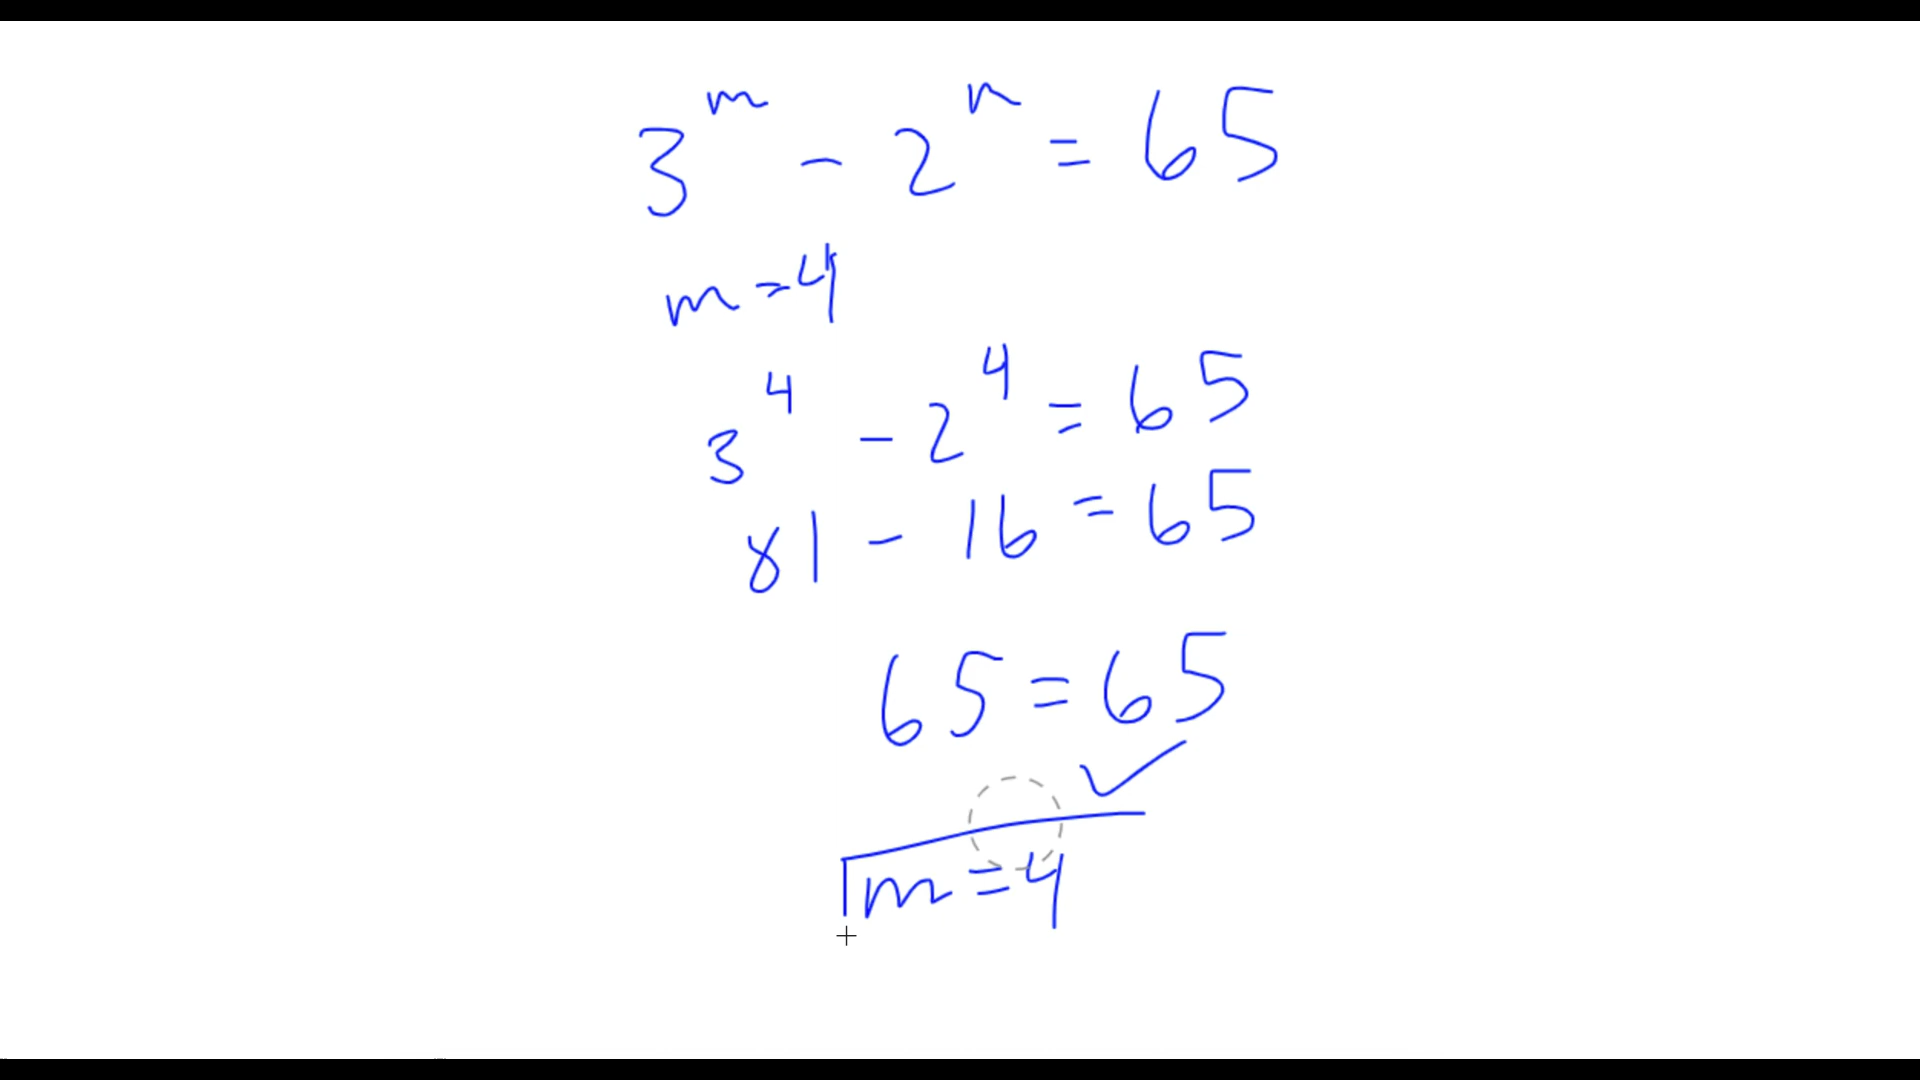 3^m - 2^m = 65
m = 4
3^4 - 2^4 = 65
81 - 16 = 65
65 = 65
m = 4